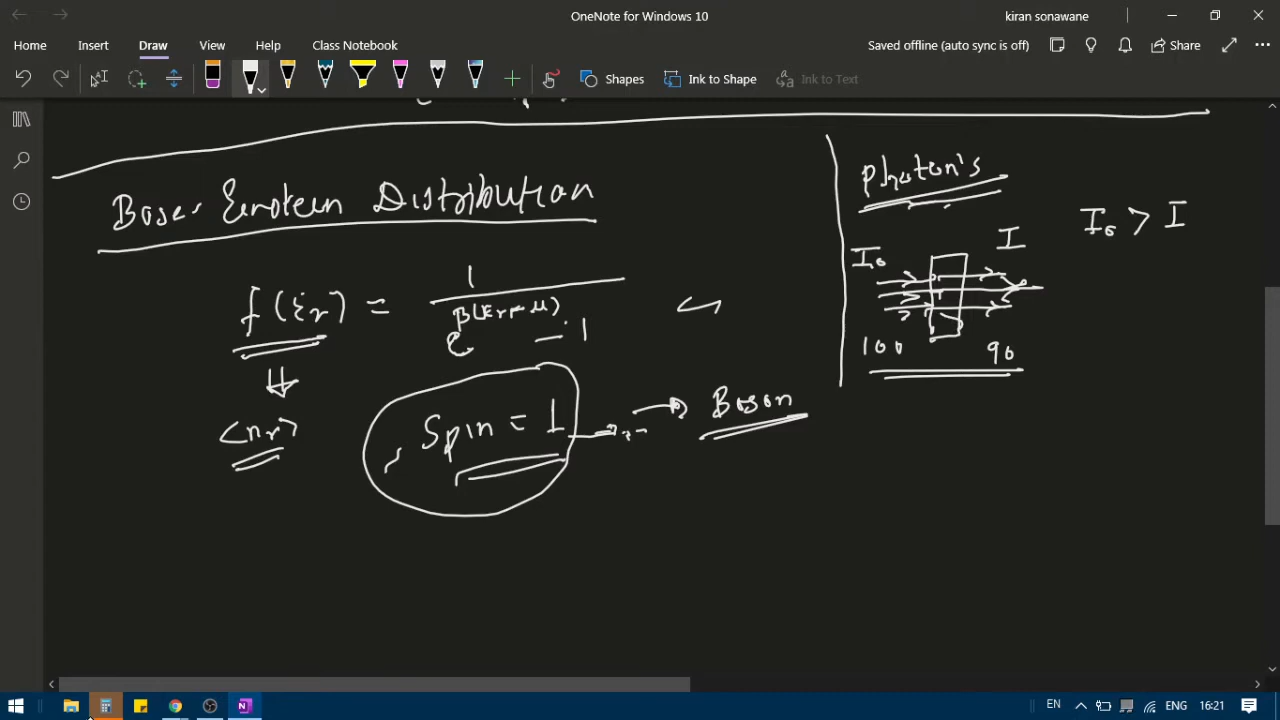 OneNote for Windows 10
kiran sonawane
Home Insert Draw View Help Class Notebook
Saved offline (auto sync is off)
Share
Shapes
Ink to Shape
Ink to Text
Bose-Einstein Distribution
f(εr) = 1 / e^β(εr-μ) - 1
<nr>
Spin = 1
Boson
Photon's
I₀ > I
I₀ I
100 90
EN
ENG 16:21